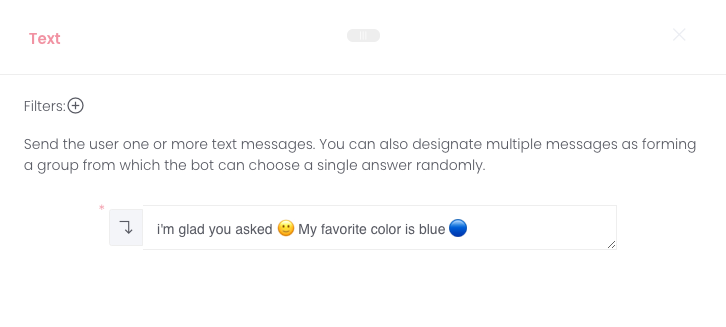 Text
Filters:
Send the user one or more text messages. You can also designate multiple messages as forming
a group from which the bot can choose a single answer randomly.
*
i'm glad you asked 🙂 My favorite color is blue 🔵